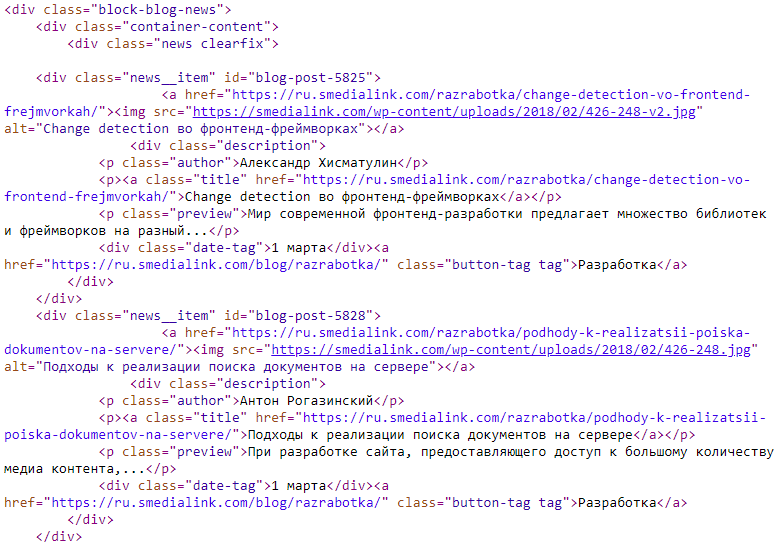 <div class="block-blog-news">
<div class="container-content">
<div class="news clearfix">
<div class="news__item" id="blog-post-5825">
<a href="https://ru.smedialink.com/razrabotka/change-detection-vo-frontend-
frejmvorkah/"><img src="https://smedialink.com/wp-content/uploads/2018/02/426-248-v2.jpg"
alt="Change detection во фронтенд-фреймворках"></a>
<div class="description">
<p class="author">Александр Хисматулин</p>
<p><a class="title" href="https://ru.smedialink.com/razrabotka/change-detection-vo-
frontend-frejmvorkah/">Change detection во фронтенд-фреймворках</a></p>
<p class="preview">Мир современной фронтенд-разработки предлагает множество библиотек
и фреймворков на разный...</p>
<div class="date-tag">1 марта</div><a
href="https://ru.smedialink.com/blog/razrabotka/" class="button-tag tag">Разработка</a>
</div>
</div>
<div class="news__item" id="blog-post-5828">
<a href="https://ru.smedialink.com/razrabotka/podhody-k-realizatsii-poiska-
dokumentov-na-servere/"><img src="https://smedialink.com/wp-content/uploads/2018/02/426-248.jpg"
alt="Подходы к реализации поиска документов на сервере"></a>
<div class="description">
<p class="author">Антон Рогазинский</p>
<p><a class="title" href="https://ru.smedialink.com/razrabotka/podhody-k-realizatsii-
poiska-dokumentov-na-servere/">Подходы к реализации поиска документов на сервере</a></p>
<p class="preview">При разработке сайта, предоставляющего доступ к большому количеству
медиа контента,...</p>
<div class="date-tag">1 марта</div><a
href="https://ru.smedialink.com/blog/razrabotka/" class="button-tag tag">Разработка</a>
</div>
</div>